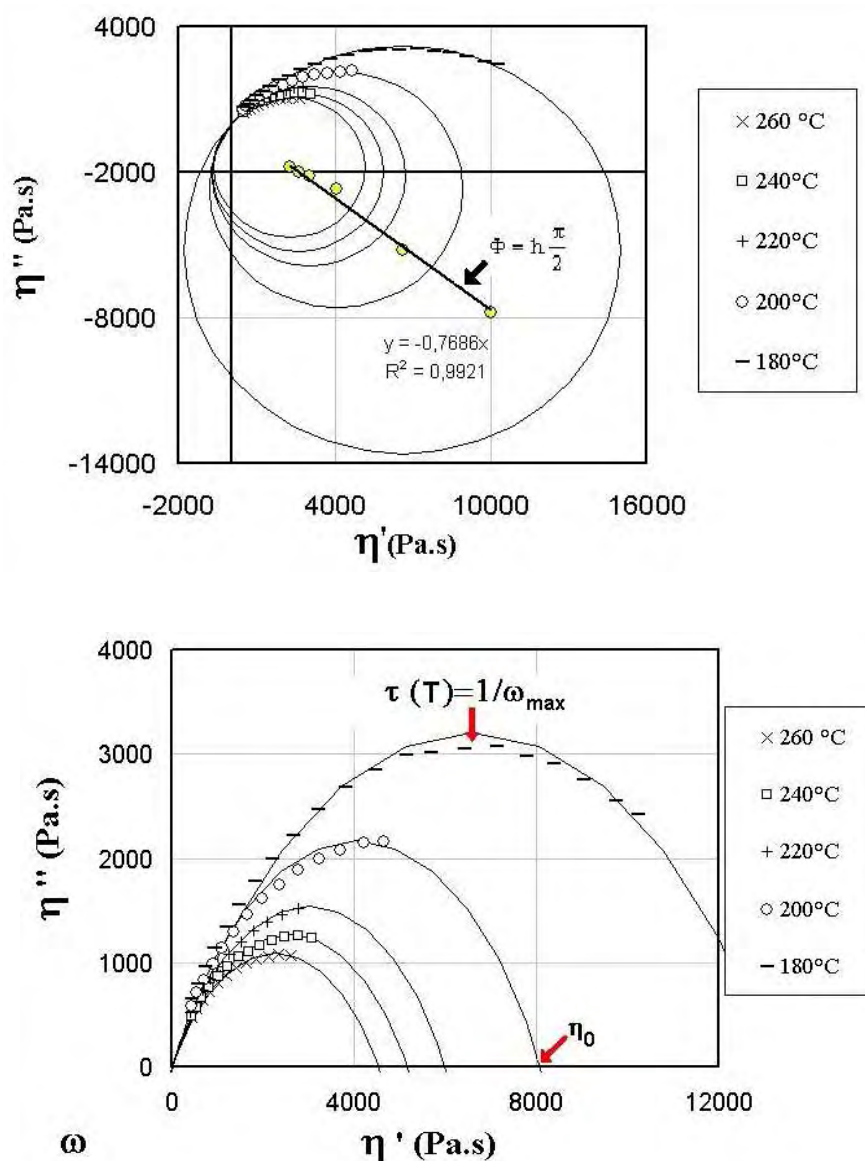 4000
-2000
-8000
-14000
η'' (Pa.s)
Φ = h π/2
y = -0,7686x
R² = 0,9921
-2000 4000 10000 16000
η'(Pa.s)
260 °C
240°C
220°C
200°C
180°C
4000
3000
2000
1000
0
η'' (Pa.s)
τ (T)=1/ωmax
η0
0 4000 8000 12000
ω η ' (Pa.s)
260 °C
240°C
220°C
200°C
180°C